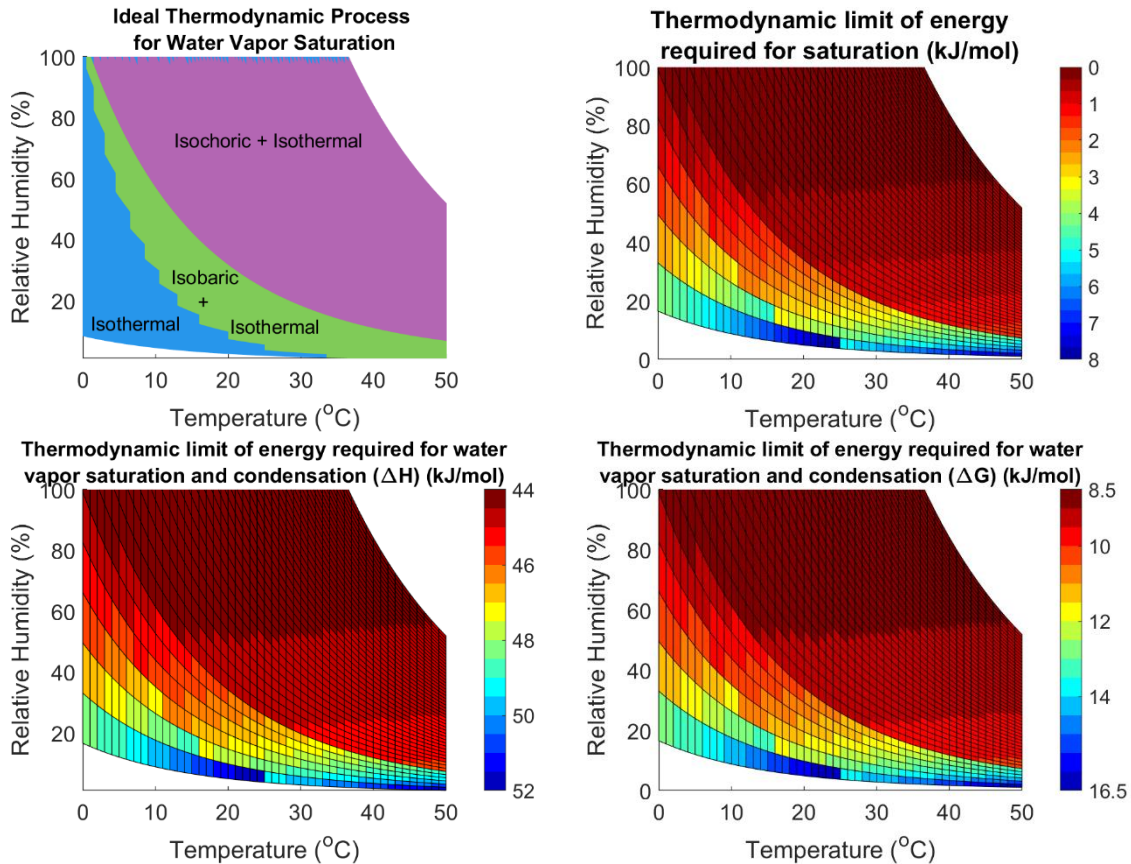 Ideal Thermodynamic Process
for Water Vapor Saturation
100
80
60
40
20
Relative Humidity (%)
Isochoric + Isothermal
Isobaric
+
Isothermal
Isothermal
0 10 20 30 40 50
Temperature (°C)
Thermodynamic limit of energy
required for saturation (kJ/mol)
100
80
60
40
20
0
Relative Humidity (%)
0 10 20 30 40 50
Temperature (°C)
0
1
2
3
4
5
6
7
8
Thermodynamic limit of energy required for water
vapor saturation and condensation (ΔH) (kJ/mol)
100
80
60
40
20
Relative Humidity (%)
0 10 20 30 40 50
Temperature (°C)
44
46
48
50
52
Thermodynamic limit of energy required for water
vapor saturation and condensation (ΔG) (kJ/mol)
100
80
60
40
20
0
Relative Humidity (%)
0 10 20 30 40 50
Temperature (°C)
8.5
10
12
14
16.5